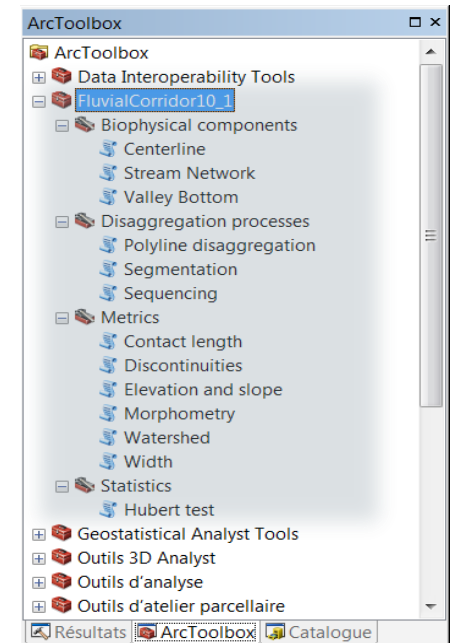 ArcToolbox
ArcToolbox
Data Interoperability Tools
FluvialCorridor10_1
Biophysical components
Centerline
Stream Network
Valley Bottom
Disaggregation processes
Polyline disaggregation
Segmentation
Sequencing
Metrics
Contact length
Discontinuities
Elevation and slope
Morphometry
Watershed
Width
Statistics
Hubert test
Geostatistical Analyst Tools
Outils 3D Analyst
Outils d'analyse
Outils d'atelier parcellaire
Résultats ArcToolbox Catalogue